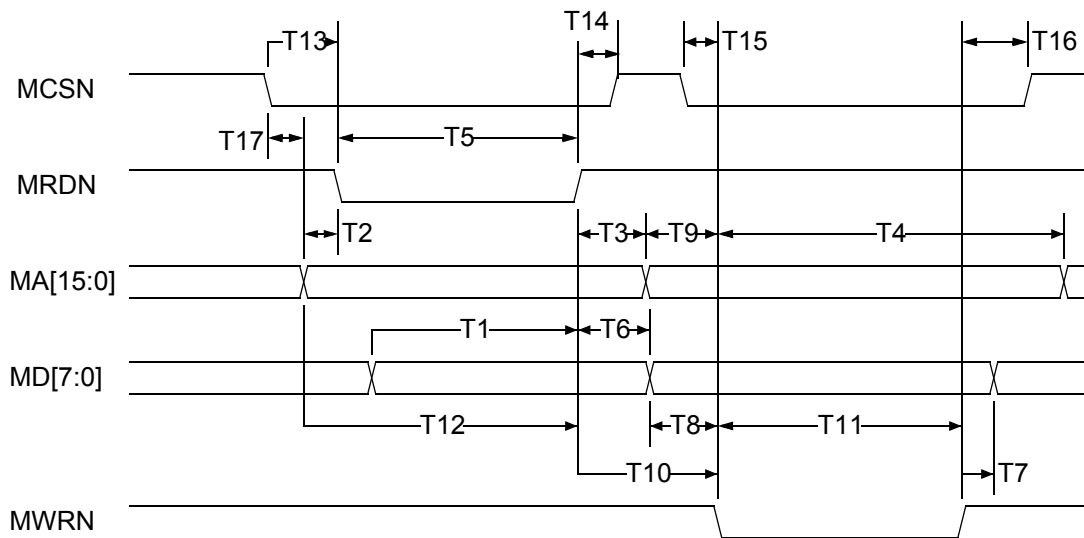 T14
T13
T15
T16
MCSN
T17
T5
MRDN
T2
T3
T9
T4
MA[15:0]
T1
T6
MD[7:0]
T12
T8
T11
T10
T7
MWRN